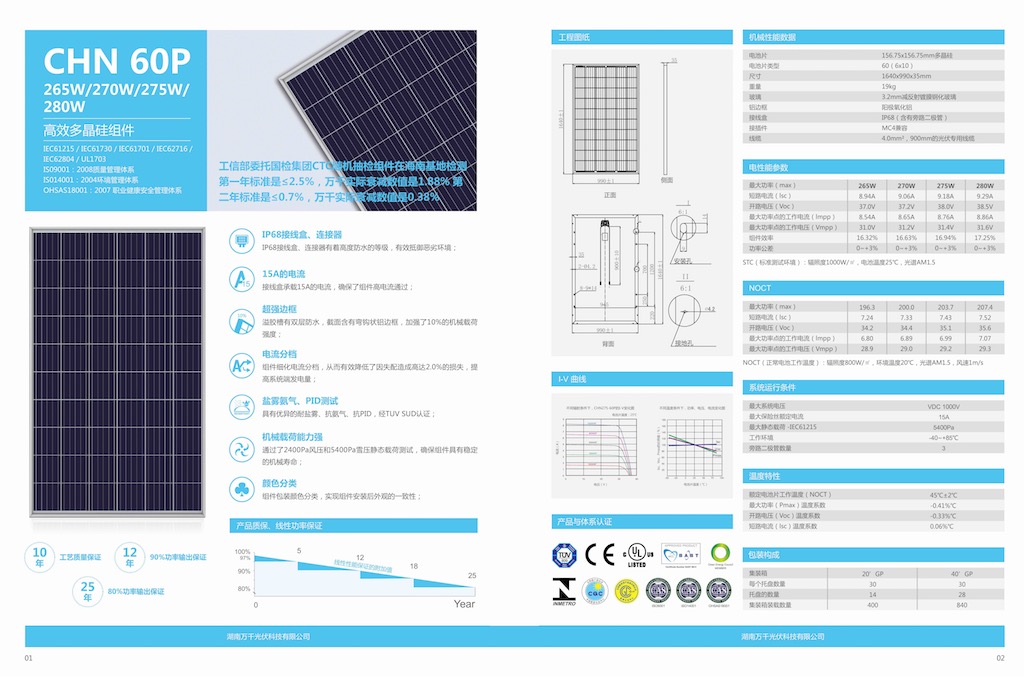 CHN 60P
265W/270W/275W/
280W
高效多晶硅组件
IEC61215 / IEC61730 / IEC61701 / IEC62716 /
IEC62804 / UL1703
IS09001：2008质量管理体系
ISO14001：2004环境管理体系
OHSAS18001：2007 职业健康安全管理体系
工信部委托国检集团CTC随机抽检组件在海南基地检测
第一年标准是≤2.5%，万千实际衰减数值是1.88% 第
二年标准是≤0.7%，万千实际衰减数值是0.38%
IP68接线盒、连接器
IP68接线盒、连接器有着高度防水的等级，有效抵御恶劣环境；
15A的电流
接线盒承载15A的电流，确保了组件高电流通过；
超强边框
溢胶槽有双层防水，截面含有弯钩状铝边框，加强了10%的机械载荷
强度；
电流分档
组件细化电流分档，从而有效降低了因失配造成高达2.0%的损失，提
高系统端发电量；
盐雾氨气、PID测试
具有优异的耐盐雾、抗氨气、抗PID，经TUV SUD认证；
机械载荷能力强
通过了2400Pa风压和5400Pa雪压静态载荷测试，确保组件具有稳定
的机械寿命；
颜色分类
组件包装颜色分类，实现组件安装后外观的一致性；
产品质保、线性功率保证
10年 工艺质量保证
12年 90%功率输出保证
25年 80%功率输出保证
100%
97%
90%
80%
5
12
18
25
线性性能保证的附加值
0
Year
湖南万千光伏科技有限公司
01
工程图纸
1640±1
990±1
35
正面
侧面
6:1
安装孔
11
6:1
接地孔
990±1
背面
I-V 曲线
产品与体系认证
TUV
CE
c UL us
LISTED
INMETRO
CGC
机械性能数据
电池片 156.75x156.75mm多晶硅
电池片类型 60（6x10）
尺寸 1640x990x35mm
重量 19kg
玻璃 3.2mm减反射镀膜钢化玻璃
铝边框 阳极氧化铝
接线盒 IP68（含有旁路二极管）
接插件 MC4兼容
线缆 4.0mm²，900mm的光伏专用线缆
电性能参数
最大功率（max） 265W 270W 275W 280W
短路电流（Isc） 8.94A 9.06A 9.18A 9.29A
开路电压（Voc） 37.0V 37.2V 38.0V 38.5V
最大功率点的工作电流（Impp） 8.54A 8.65A 8.76A 8.86A
最大功率点的工作电压（Vmpp） 31.0V 31.2V 31.4V 31.6V
组件效率 16.32% 16.63% 16.94% 17.25%
功率公差 0~+3% 0~+3% 0~+3% 0~+3%
STC（标准测试环境）：辐照度1000W/㎡，电池温度25℃，光道AM1.5
NOCT
最大功率（max） 196.3 200.0 203.7 207.4
短路电流（Isc） 7.24 7.33 7.43 7.52
开路电压（Voc） 34.2 34.4 35.1 35.6
最大功率点的工作电流（Impp） 6.80 6.89 6.99 7.07
最大功率点的工作电压（Vmpp） 28.9 29.0 29.2 29.3
NOCT（正常电池工作温度）：辐照度800W/㎡，环境温度20℃，光道AM1.5，风速1m/s
系统运行条件
最大系统电压 VDC 1000V
最大保险丝额定电流 15A
最大静态载荷 -IEC61215 5400Pa
工作环境 -40~+85℃
旁路二极管数量 3
温度特性
额定电池片工作温度（NOCT） 45℃±2℃
最大功率（Pmax）温度系数 -0.41%/℃
开路电压（Voc）温度系数 -0.33%/℃
短路电流（Isc）温度系数 0.06%/℃
包装构成
集装箱 20′GP 40′GP
每个托盘数量 30 30
托盘的数量 14 28
集装箱装载数量 400 840
湖南万千光伏科技有限公司
02